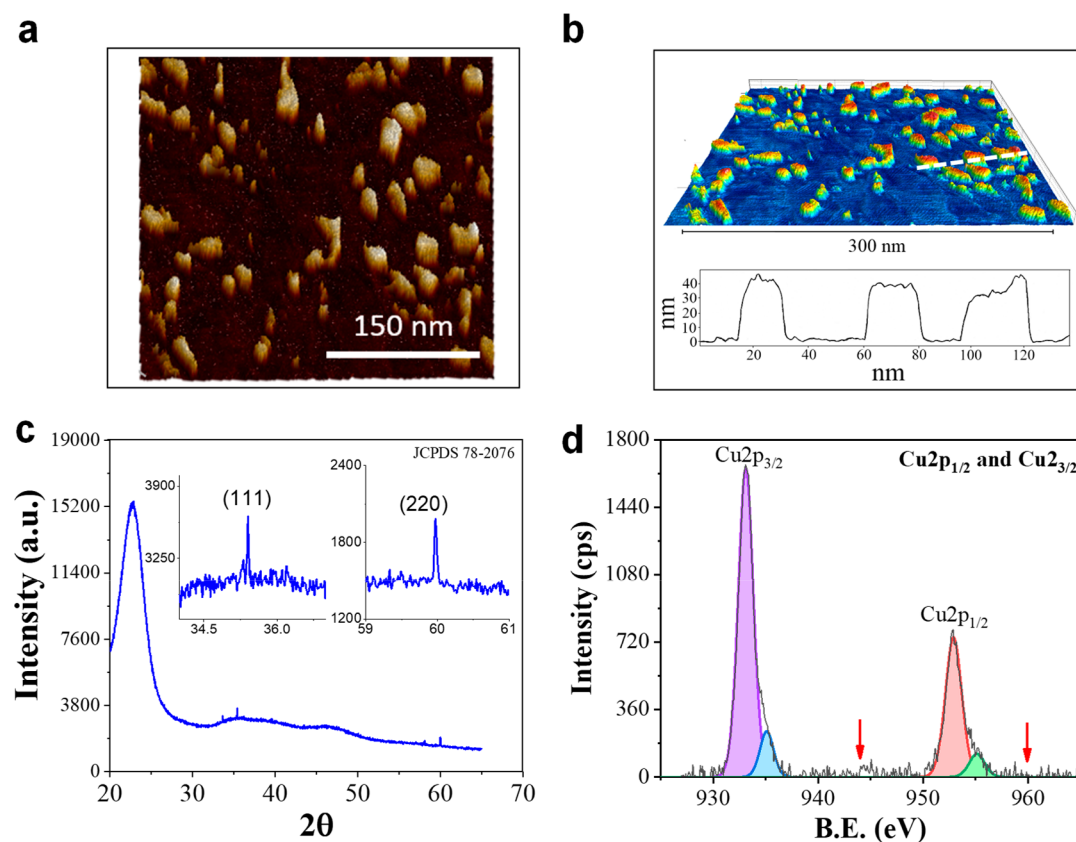 a
150 nm
b
300 nm
nm
40
30
20
10
0
20
40
60
80
100
120
nm
c
JCPDS 78-2076
Intensity (a.u.)
19000
15200
11400
7600
3800
0
20
30
40
50
60
70
2θ
3900
3250
(111)
34.5
36.0
2400
1800
1200
(220)
59
60
61
d
Cu2p1/2 and Cu23/2
Cu2p3/2
Cu2p1/2
Intensity (cps)
1800
1440
1080
720
360
0
930
940
950
960
B.E. (eV)